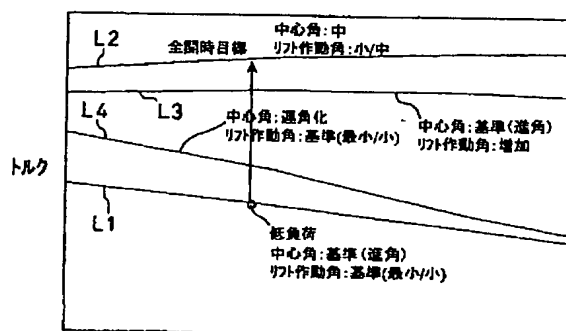 L2
全開時目標
中心角:中
リフト作動角:小/中
L4
L3
中心角:遅角化
リフト作動角:基準(最小/小)
中心角:基準(進角)
リフト作動角:増加
トルク
L1
低負荷
中心角:基準(進角)
リフト作動角:基準(最小/小)